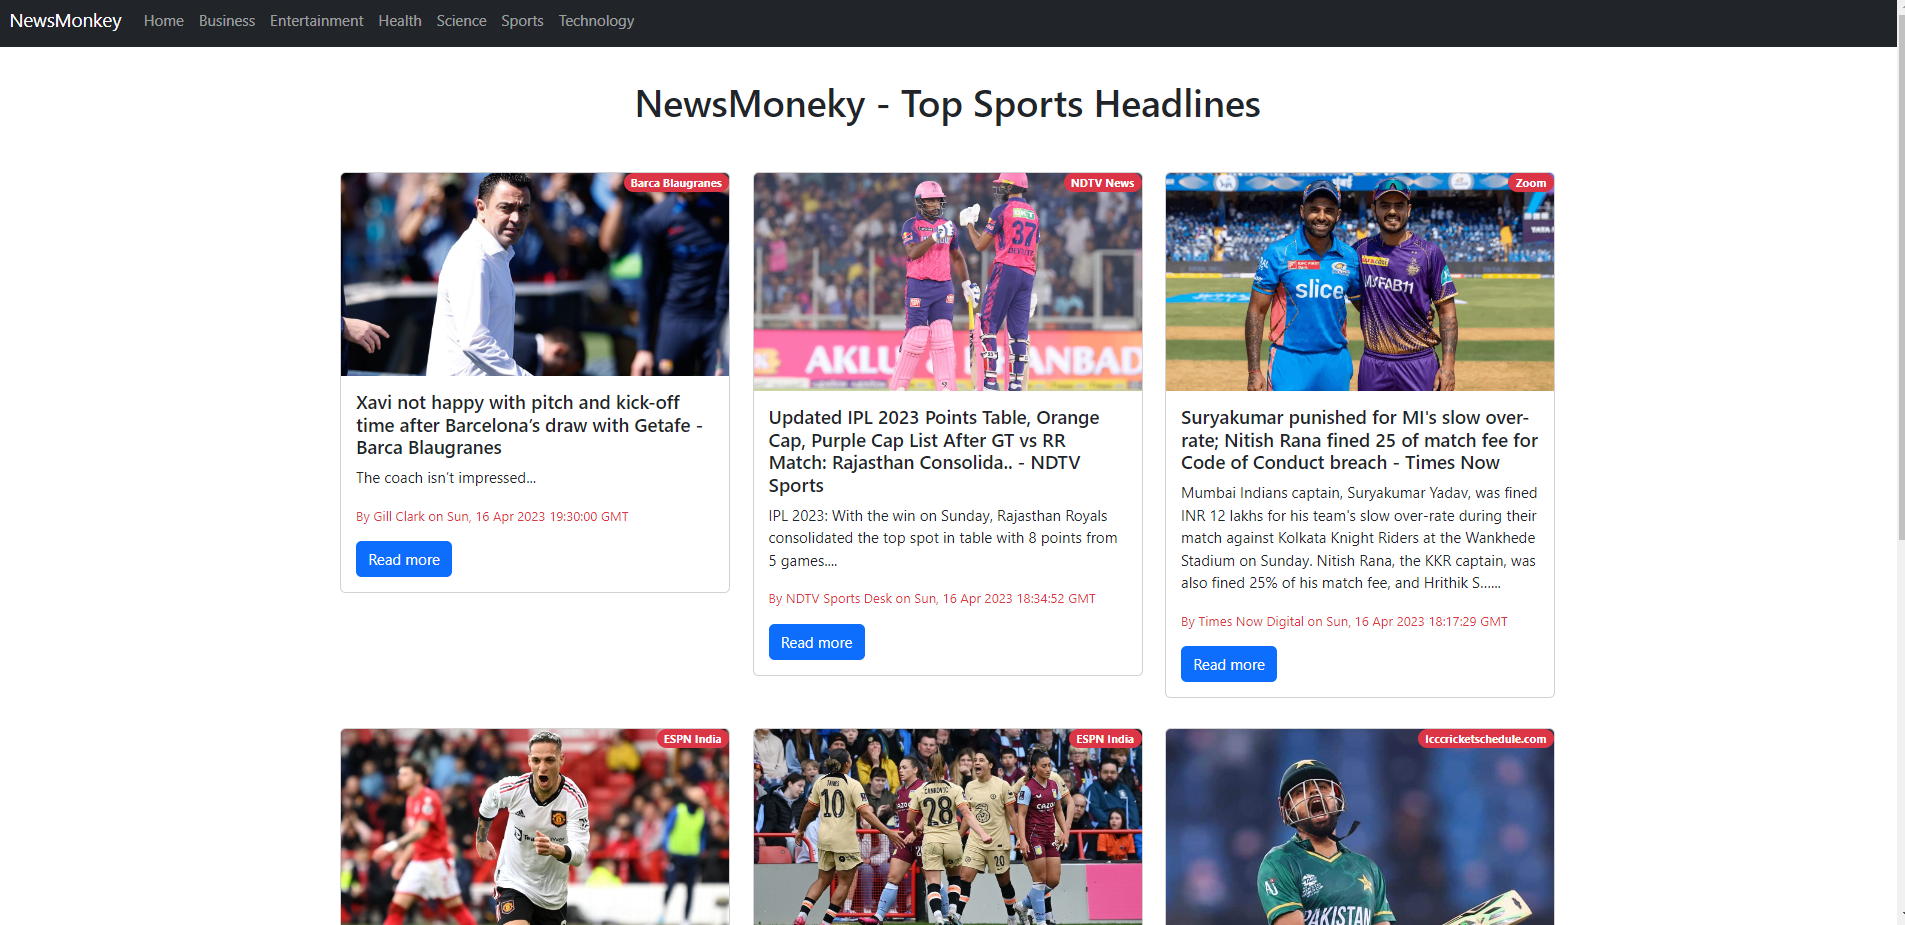 NewsMonkey Home Business Entertainment Health Science Sports Technology
NewsMoneky - Top Sports Headlines
Barca Blaugranes
Xavi not happy with pitch and kick-off
time after Barcelona’s draw with Getafe -
Barca Blaugranes
The coach isn’t impressed...
By Gill Clark on Sun, 16 Apr 2023 19:30:00 GMT
Read more
NDTV News
37
AKLU
ANBAD
Updated IPL 2023 Points Table, Orange
Cap, Purple Cap List After GT vs RR
Match: Rajasthan Consolida.. - NDTV
Sports
IPL 2023: With the win on Sunday, Rajasthan Royals
consolidated the top spot in table with 8 points from
5 games....
By NDTV Sports Desk on Sun, 16 Apr 2023 18:34:52 GMT
Read more
Zoom
slice
MYFAB11
Suryakumar punished for MI's slow over-
rate; Nitish Rana fined 25 of match fee for
Code of Conduct breach - Times Now
Mumbai Indians captain, Suryakumar Yadav, was fined
INR 12 lakhs for his team's slow over-rate during their
match against Kolkata Knight Riders at the Wankhede
Stadium on Sunday. Nitish Rana, the KKR captain, was
also fined 25% of his match fee, and Hrithik S......
By Times Now Digital on Sun, 16 Apr 2023 18:17:29 GMT
Read more
ESPN India
ESPN India
10
28
20
CAZOO
Icccricketschedule.com
PAKISTAN